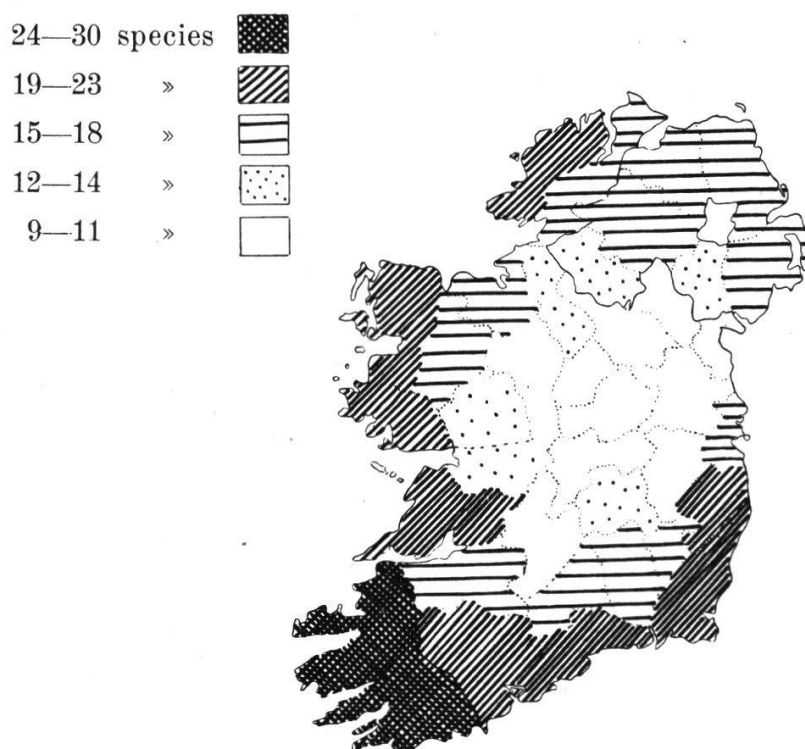 24—30 species
19—23 »
15—18 »
12—14 »
9—11 »